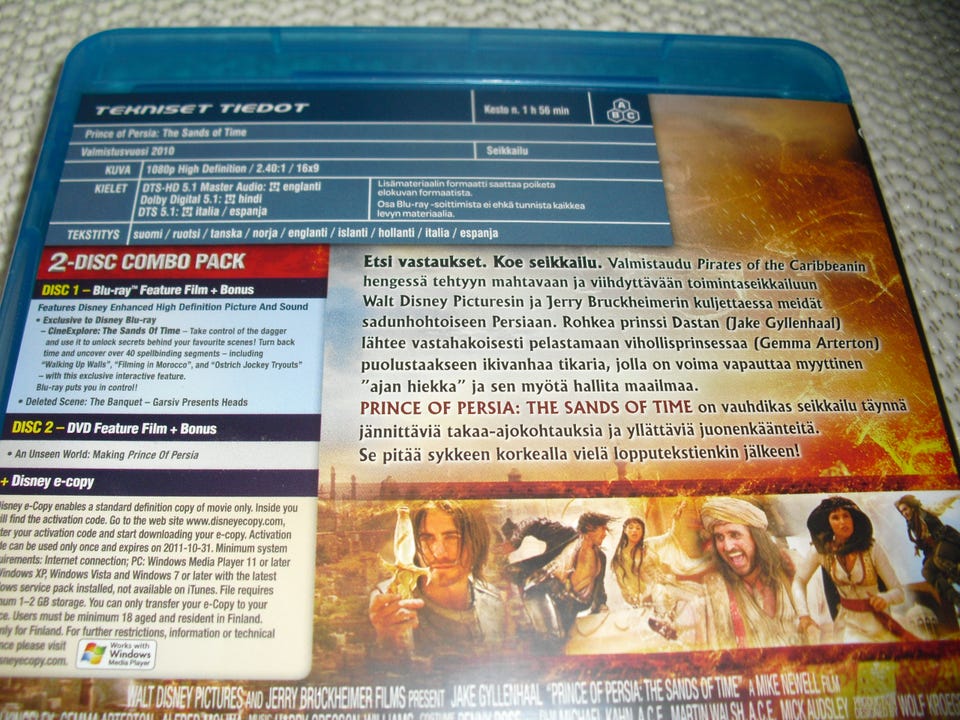 TEKNISET TIEDOT
Kesto n. 1 h 56 min
A B C
Prince of Persia: The Sands of Time
Valmistusvuosi 2010
Seikkailu
KUVA 1080p High Definition / 2.40:1 / 16x9
KIELET DTS-HD 5.1 Master Audio: englanti
Dolby Digital 5.1: hindi
DTS 5.1: italia / espanja
Lisämateriaalin formaatti saattaa poiketa
elokuvan formaatista.
Osa Blu-ray -soittimista ei ehkä tunnista kaikkea
levyn materiaalia.
TEKSTITYS suomi / ruotsi / tanska / norja / englanti / islanti / hollanti / italia / espanja
2-DISC COMBO PACK
DISC 1 – Blu-ray™ Feature Film + Bonus
Features Disney Enhanced High Definition Picture And Sound
• Exclusive to Disney Blu-ray
– CineExplore: The Sands Of Time – Take control of the dagger
and use it to unlock secrets behind your favourite scenes! Turn back
time and uncover over 40 spellbinding segments – including
"Walking Up Walls", "Filming in Morocco", and "Ostrich Jockey Tryouts"
– with this exclusive interactive feature.
Blu-ray puts you in control!
• Deleted Scene: The Banquet – Garsiv Presents Heads
DISC 2 – DVD Feature Film + Bonus
• An Unseen World: Making Prince Of Persia
+ Disney e-copy
Disney e-Copy enables a standard definition copy of movie only. Inside you
will find the activation code. Go to the web site www.disneyecopy.com,
enter your activation code and start downloading your e-copy. Activation
code can be used only once and expires on 2011-10-31. Minimum system
requirements: Internet connection; PC: Windows Media Player 11 or later
Windows XP, Windows Vista and Windows 7 or later with the latest
windows service pack installed, not available on iTunes. File requires
1–2 GB storage. You can only transfer your e-Copy to your
Users must be minimum 18 aged and resident in Finland.
only for Finland. For further restrictions, information or technical
please visit
disneyecopy.com.
Works with
Windows
Media Player
Etsi vastaukset. Koe seikkailu. Valmistaudu Pirates of the Caribbeanin
hengessä tehtyyn mahtavaan ja viihdyttävään toimintaseikkailuun
Walt Disney Picturesin ja Jerry Bruckheimerin kuljettaessa meidät
sadunhohtoiseen Persiaan. Rohkea prinssi Dastan (Jake Gyllenhaal)
lähtee vastahakoisesti pelastamaan vihollisprinsessaa (Gemma Arterton)
puolustaakseen ikivanhaa tikaria, jolla on voima vapauttaa myyttinen
"ajan hiekka" ja sen myötä hallita maailmaa.
PRINCE OF PERSIA: THE SANDS OF TIME on vauhdikas seikkailu täynnä
jännittäviä takaa-ajokohtauksia ja yllättäviä juonenkäänteitä.
Se pitää sykkeen korkealla vielä lopputekstienkin jälkeen!
WALT DISNEY PICTURES AND JERRY BRUCKHEIMER FILMS PRESENT JAKE GYLLENHAAL "PRINCE OF PERSIA: THE SANDS OF TIME" A MIKE NEWELL FILM